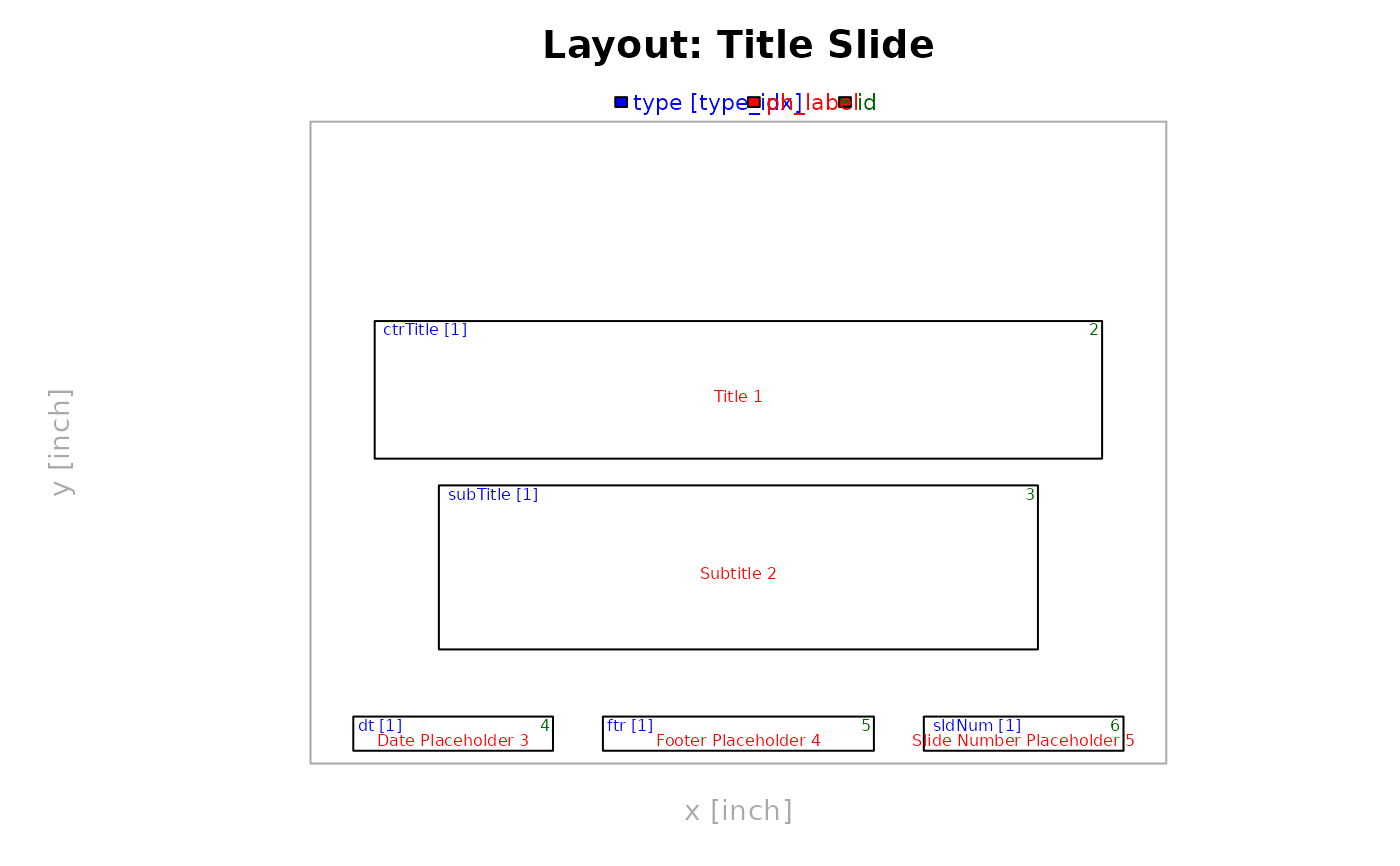 Layout: Title Slide
type [type_idx] ph_label id
ctrTitle [1] 2
Title 1
subTitle [1] 3
Subtitle 2
dt [1] 4 ftr [1] 5 sldNum [1] 6
Date Placeholder 3 Footer Placeholder 4 Slide Number Placeholder 5
y [inch]
x [inch]